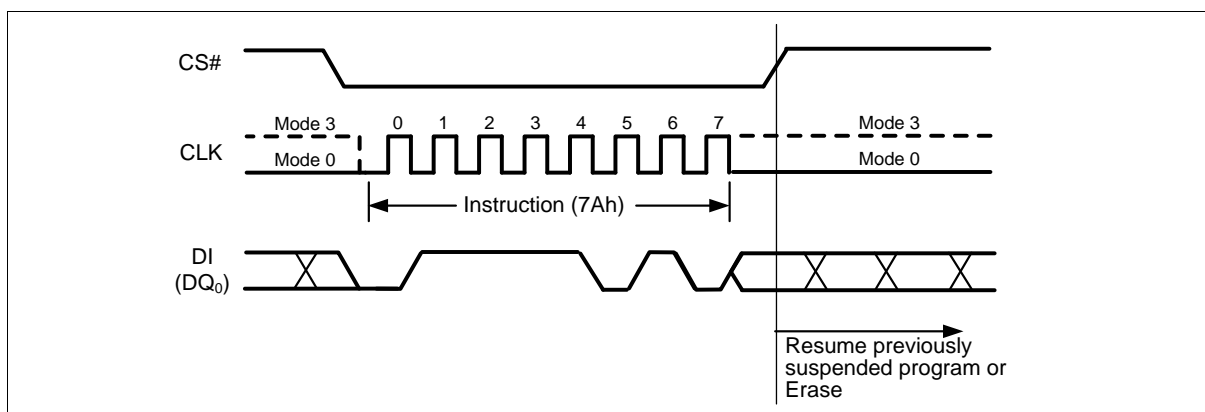 CS#
Mode 3 0 1 2 3 4 5 6 7 Mode 3
CLK
Mode 0 Mode 0
Instruction (7Ah)
DI
(DQ₀)
Resume previously
suspended program or
Erase